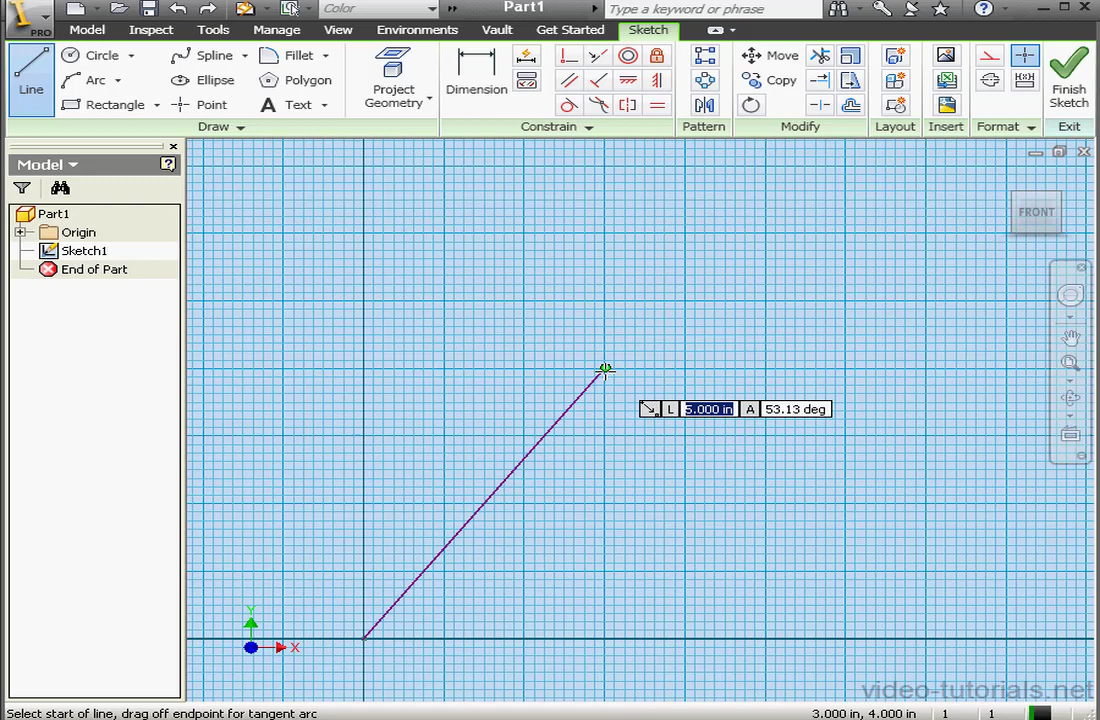 PRO
Color
Part1
Type a keyword or phrase
Model Inspect Tools Manage View Environments Vault Get Started Sketch
Line
Circle
Arc
Rectangle
Spline
Ellipse
Point
Fillet
Polygon
A Text
Project
Geometry
Dimension
Move
Copy
Finish
Sketch
Draw
Constrain
Pattern
Modify
Layout
Insert
Format
Exit
Model
Part1
Origin
Sketch1
End of Part
FRONT
L 5.000 in A 53.13 deg
Y
X
video-tutorials.net
Select start of line, drag off endpoint for tangent arc
3.000 in, 4.000 in 1 1